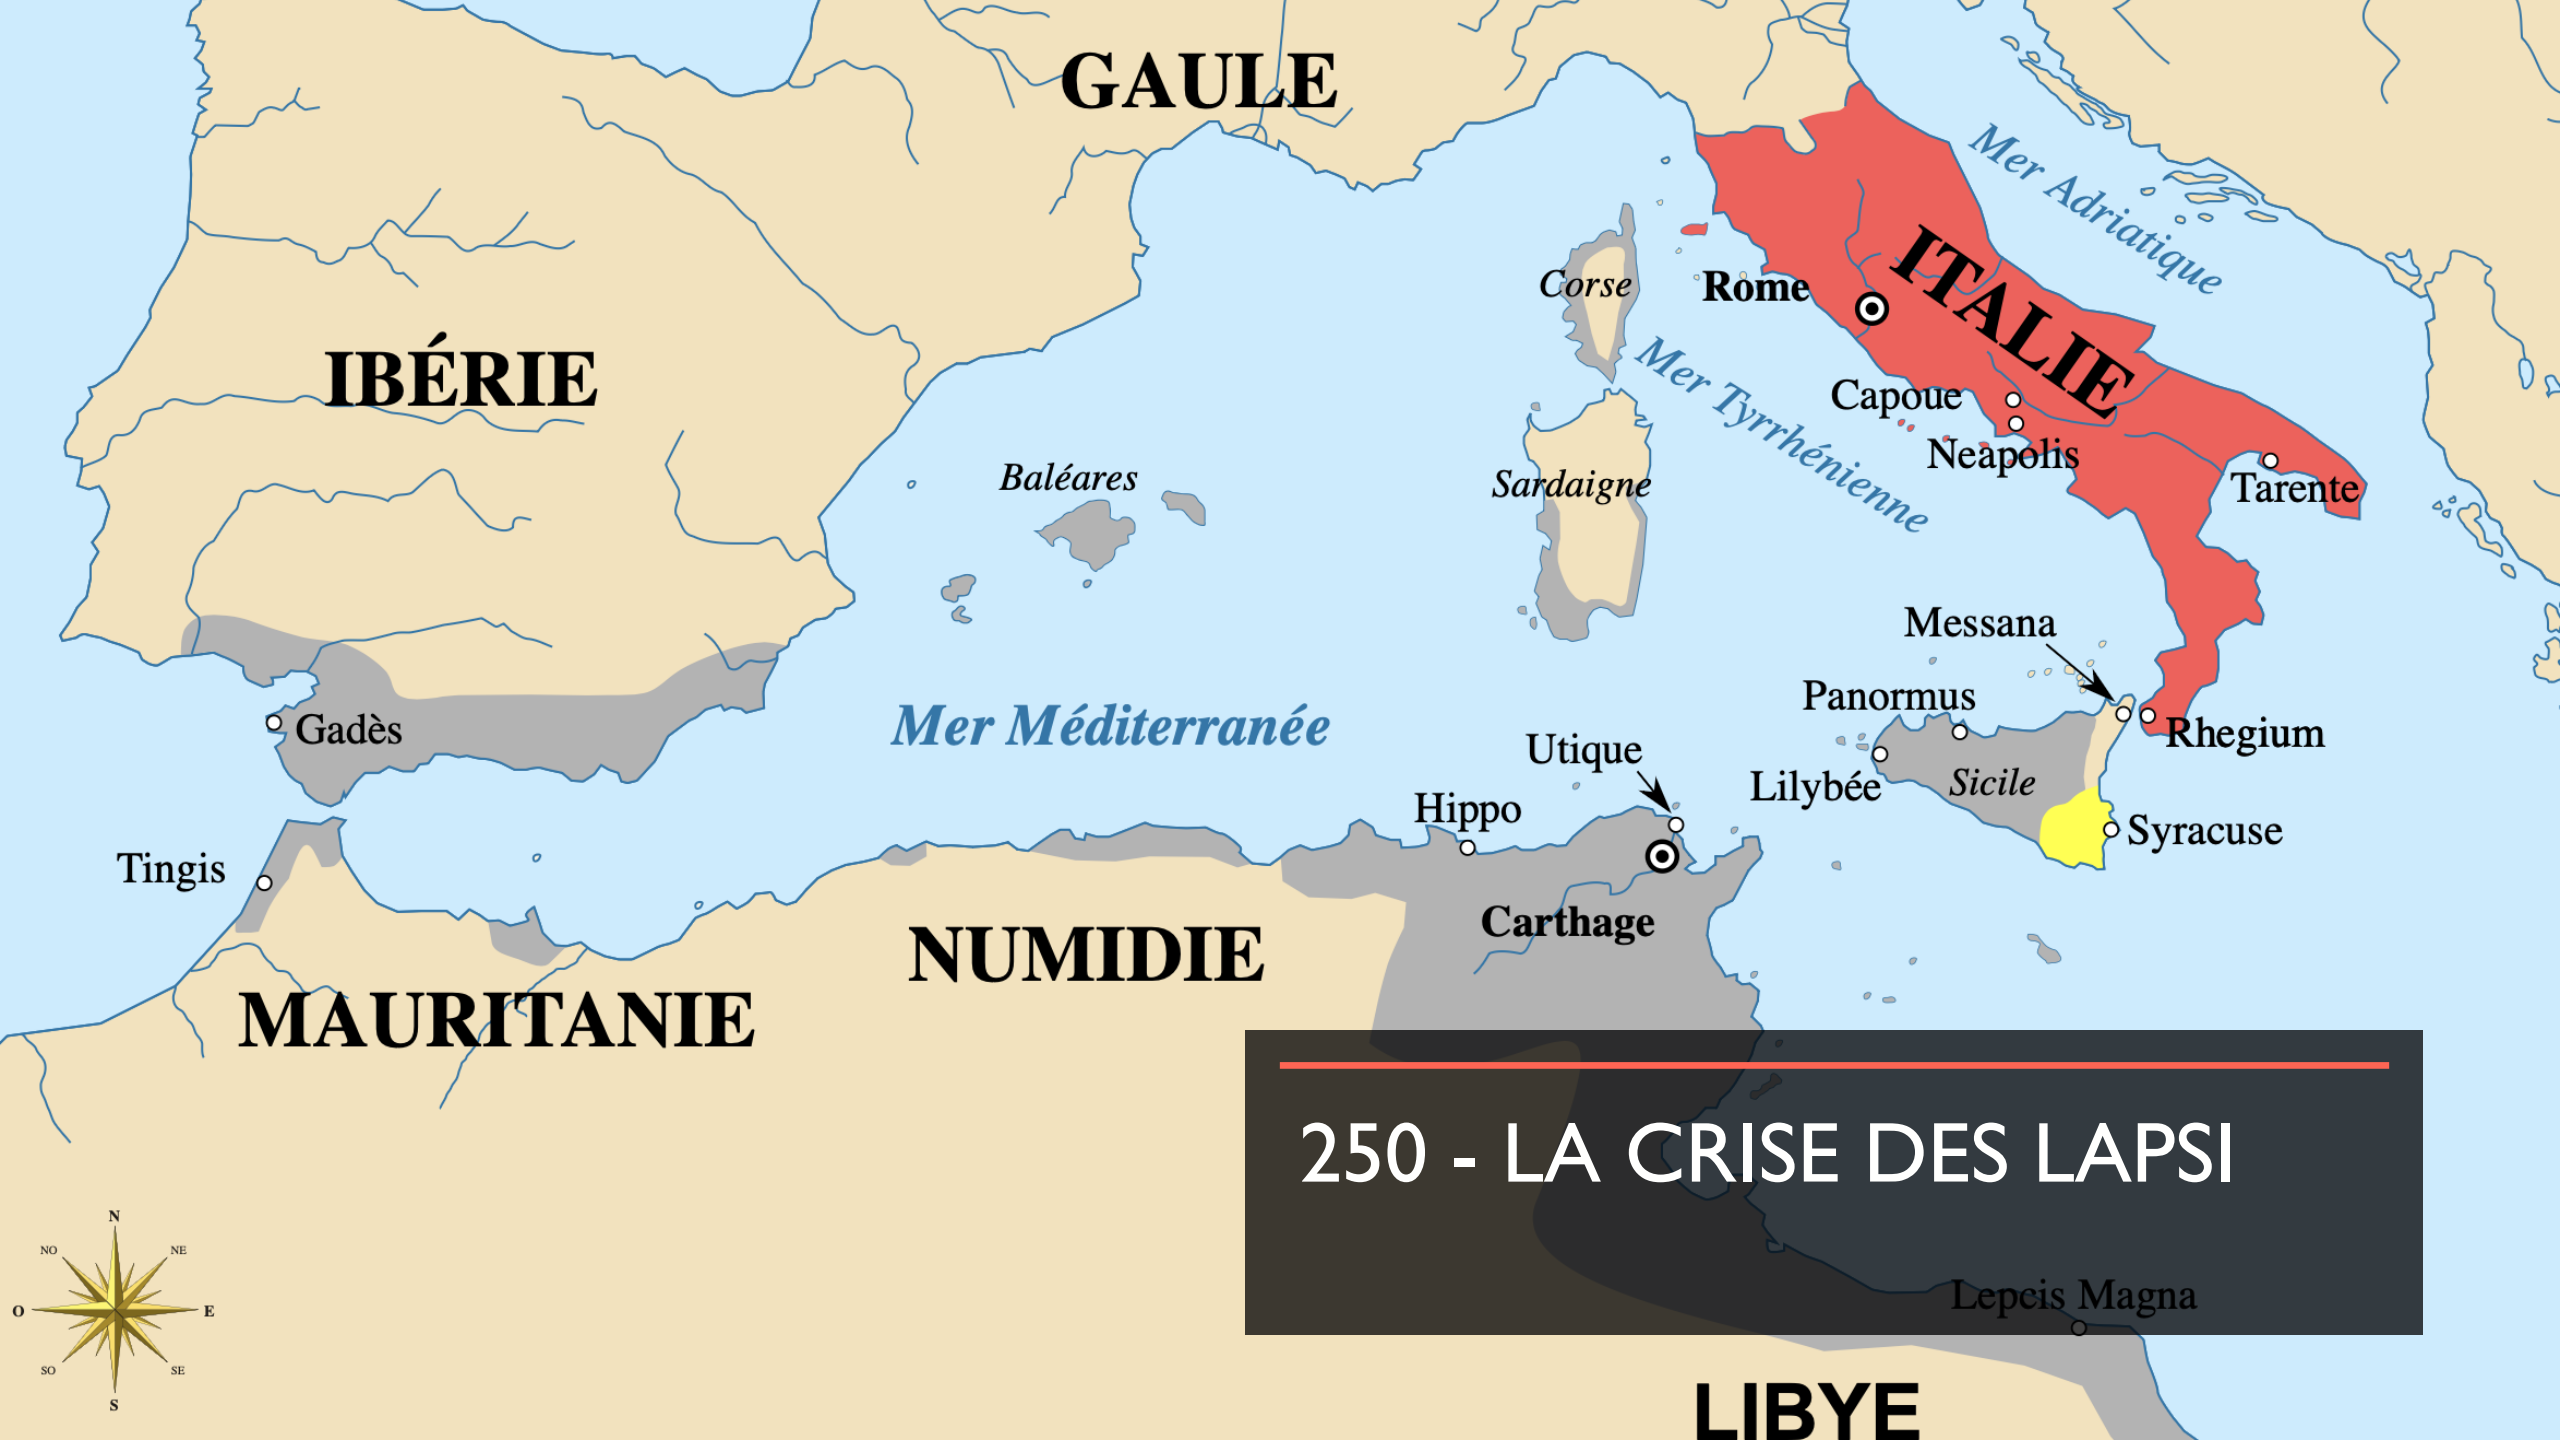 GAULE
Mer Adriatique
ITALIE
Corse
Rome
IBÉRIE
Mer Tyrrhénienne
Capoue
Neapolis
Baléares
Sardaigne
Tarente
Messana
Panormus
Gadès
Mer Méditerranée
Rhegium
Utique
Lilybée
Sicile
Hippo
Syracuse
Tingis
Carthage
NUMIDIE
MAURITANIE
250 - LA CRISE DES LAPSI
N
NO
NE
Lepcis Magna
O
E
SO
SE
S
LIBYE